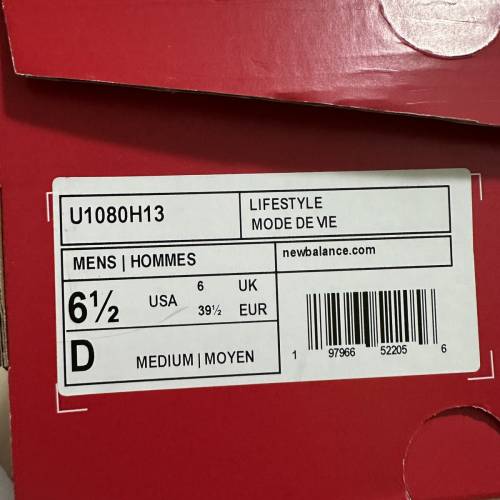 U1080H13
LIFESTYLE
MODE DE VIE
MENS | HOMMES
newbalance.com
6½ USA 6 UK
39½ EUR
D MEDIUM | MOYEN
1 97966 52205 6